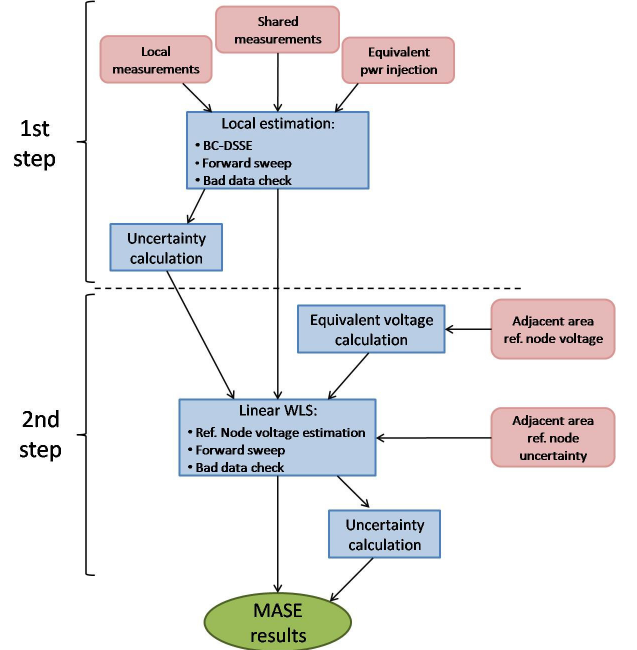 Shared
measurements
Local
measurements
Equivalent
pwr injection
1st
step
Local estimation:
• BC-DSSE
• Forward sweep
• Bad data check
Uncertainty
calculation
Equivalent voltage
calculation
Adjacent area
ref. node voltage
2nd
step
Linear WLS:
• Ref. Node voltage estimation
• Forward sweep
• Bad data check
Adjacent area
ref. node
uncertainty
Uncertainty
calculation
MASE
results